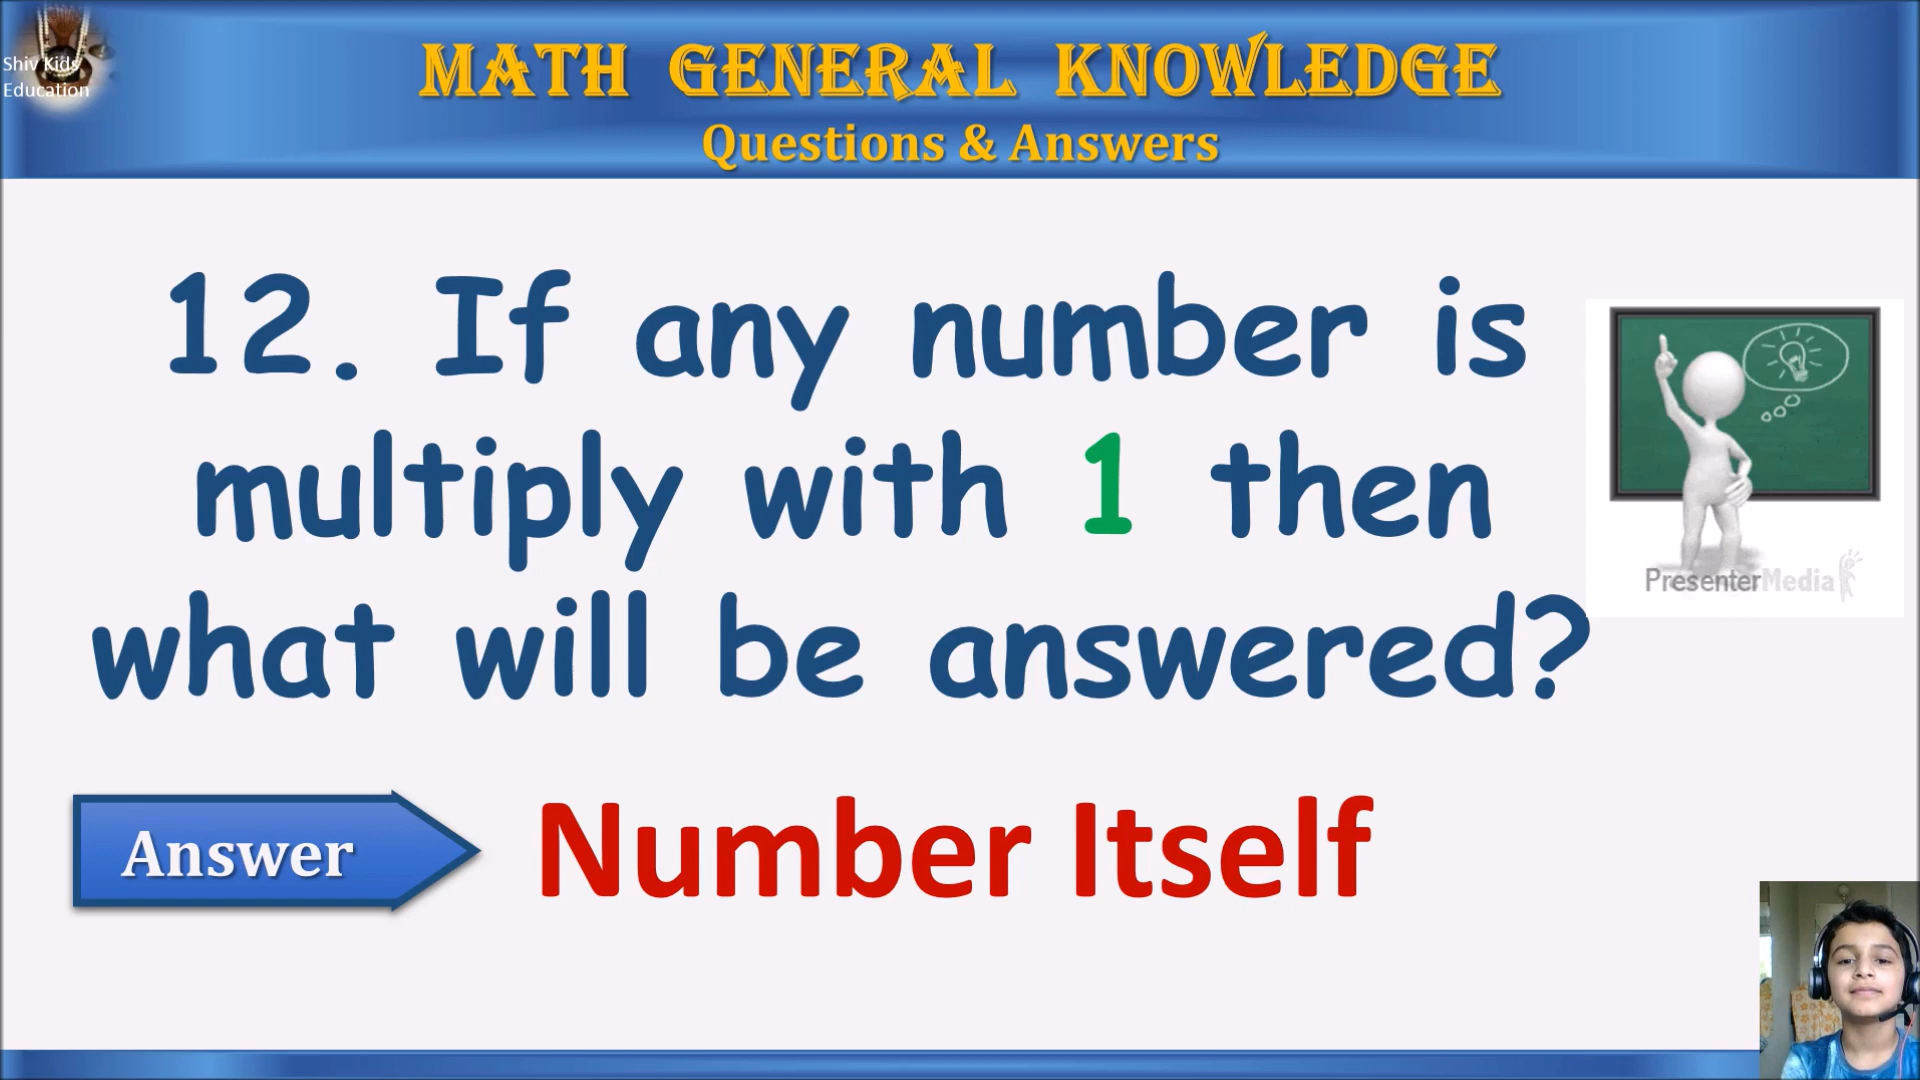 Shiv Kids
Education
MATH GENERAL KNOWLEDGE
Questions & Answers
12. If any number is
multiply with 1 then
what will be answered?
PresenterMedia
Answer
Number Itself